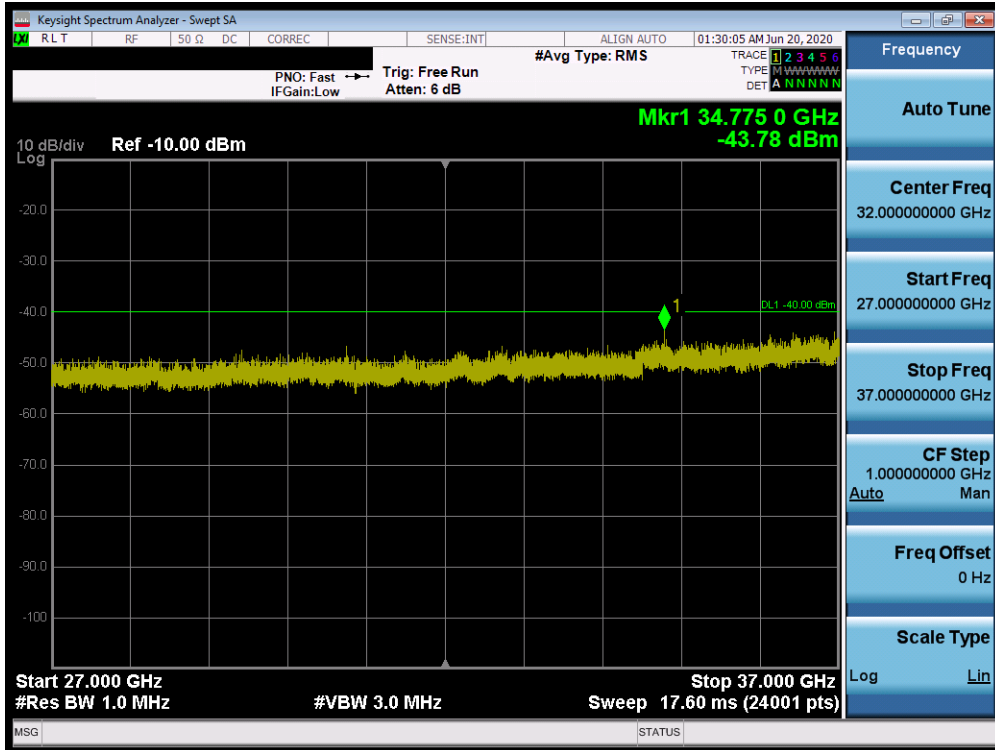 Keysight Spectrum Analyzer - Swept SA
LXI RLT RF 50 Ω DC CORREC SENSE:INT ALIGN AUTO 01:30:05 AM Jun 20, 2020
PNO: Fast
IFGain:Low
Trig: Free Run
Atten: 6 dB
#Avg Type: RMS
TRACE 1 2 3 4 5 6
TYPE M WWWWW
DET A N N N N N
Mkr1 34.775 0 GHz
-43.78 dBm
10 dB/div Ref -10.00 dBm
Log
-20.0
-30.0
-40.0
-50.0
-60.0
-70.0
-80.0
-90.0
-100
1
DL1 -40.00 dBm
Start 27.000 GHz Stop 37.000 GHz
#Res BW 1.0 MHz #VBW 3.0 MHz Sweep 17.60 ms (24001 pts)
MSG STATUS
Frequency
Auto Tune
Center Freq
32.000000000 GHz
Start Freq
27.000000000 GHz
Stop Freq
37.000000000 GHz
CF Step
1.000000000 GHz
Auto Man
Freq Offset
0 Hz
Scale Type
Log Lin